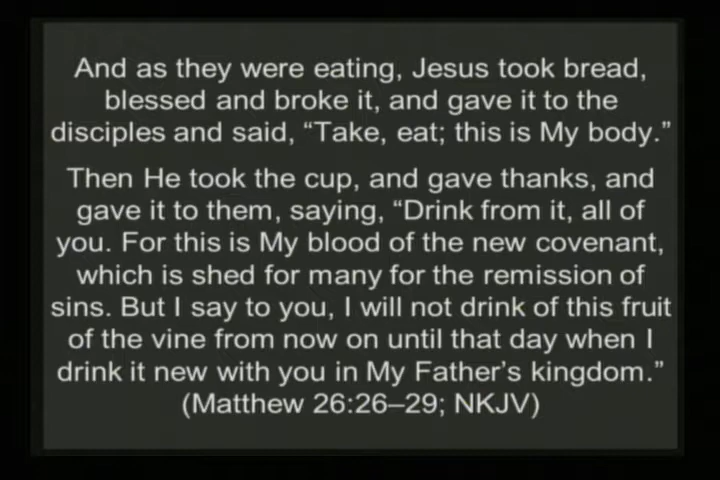 And as they were eating, Jesus took bread,
blessed and broke it, and gave it to the
disciples and said, “Take, eat; this is My body.”
Then He took the cup, and gave thanks, and
gave it to them, saying, “Drink from it, all of
you. For this is My blood of the new covenant,
which is shed for many for the remission of
sins. But I say to you, I will not drink of this fruit
of the vine from now on until that day when I
drink it new with you in My Father’s kingdom.”
(Matthew 26:26–29; NKJV)